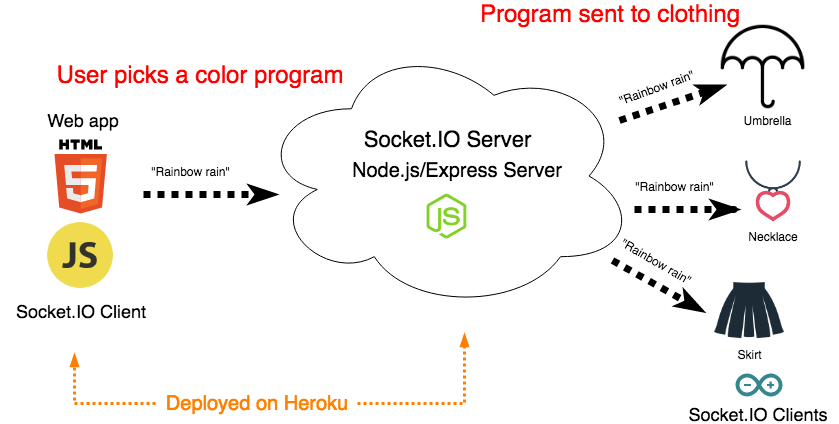 Program sent to clothing
User picks a color program
Web app
HTML
5
JS
Socket.IO Client
"Rainbow rain"
Socket.IO Server
Node.js/Express Server
JS
"Rainbow rain"
Umbrella
"Rainbow rain"
Necklace
"Rainbow rain"
Skirt
Socket.IO Clients
Deployed on Heroku